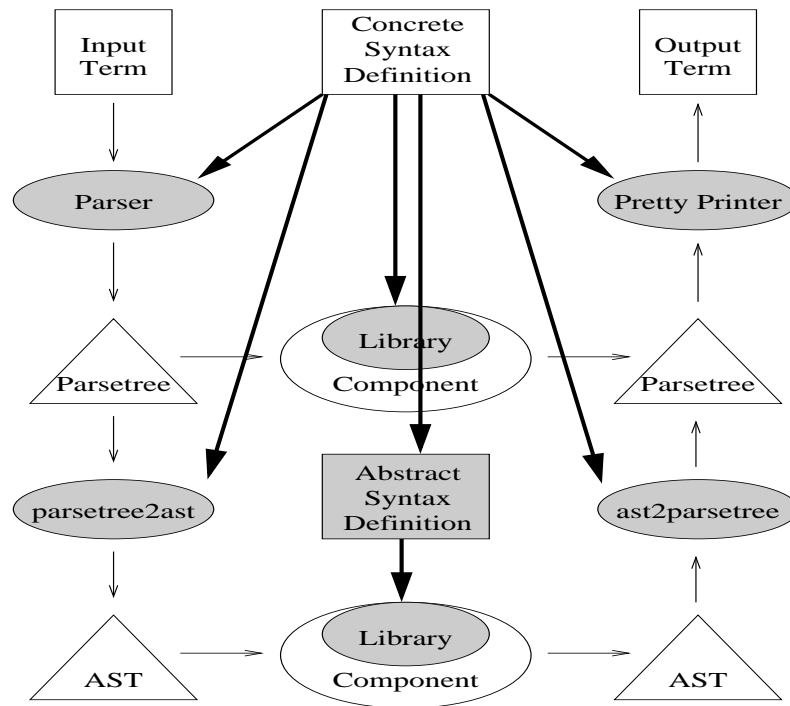 Input
Term
Concrete
Syntax
Definition
Output
Term
Parser
Pretty Printer
Parsetree
Library
Component
Parsetree
parsetree2ast
Abstract
Syntax
Definition
ast2parsetree
AST
Library
Component
AST